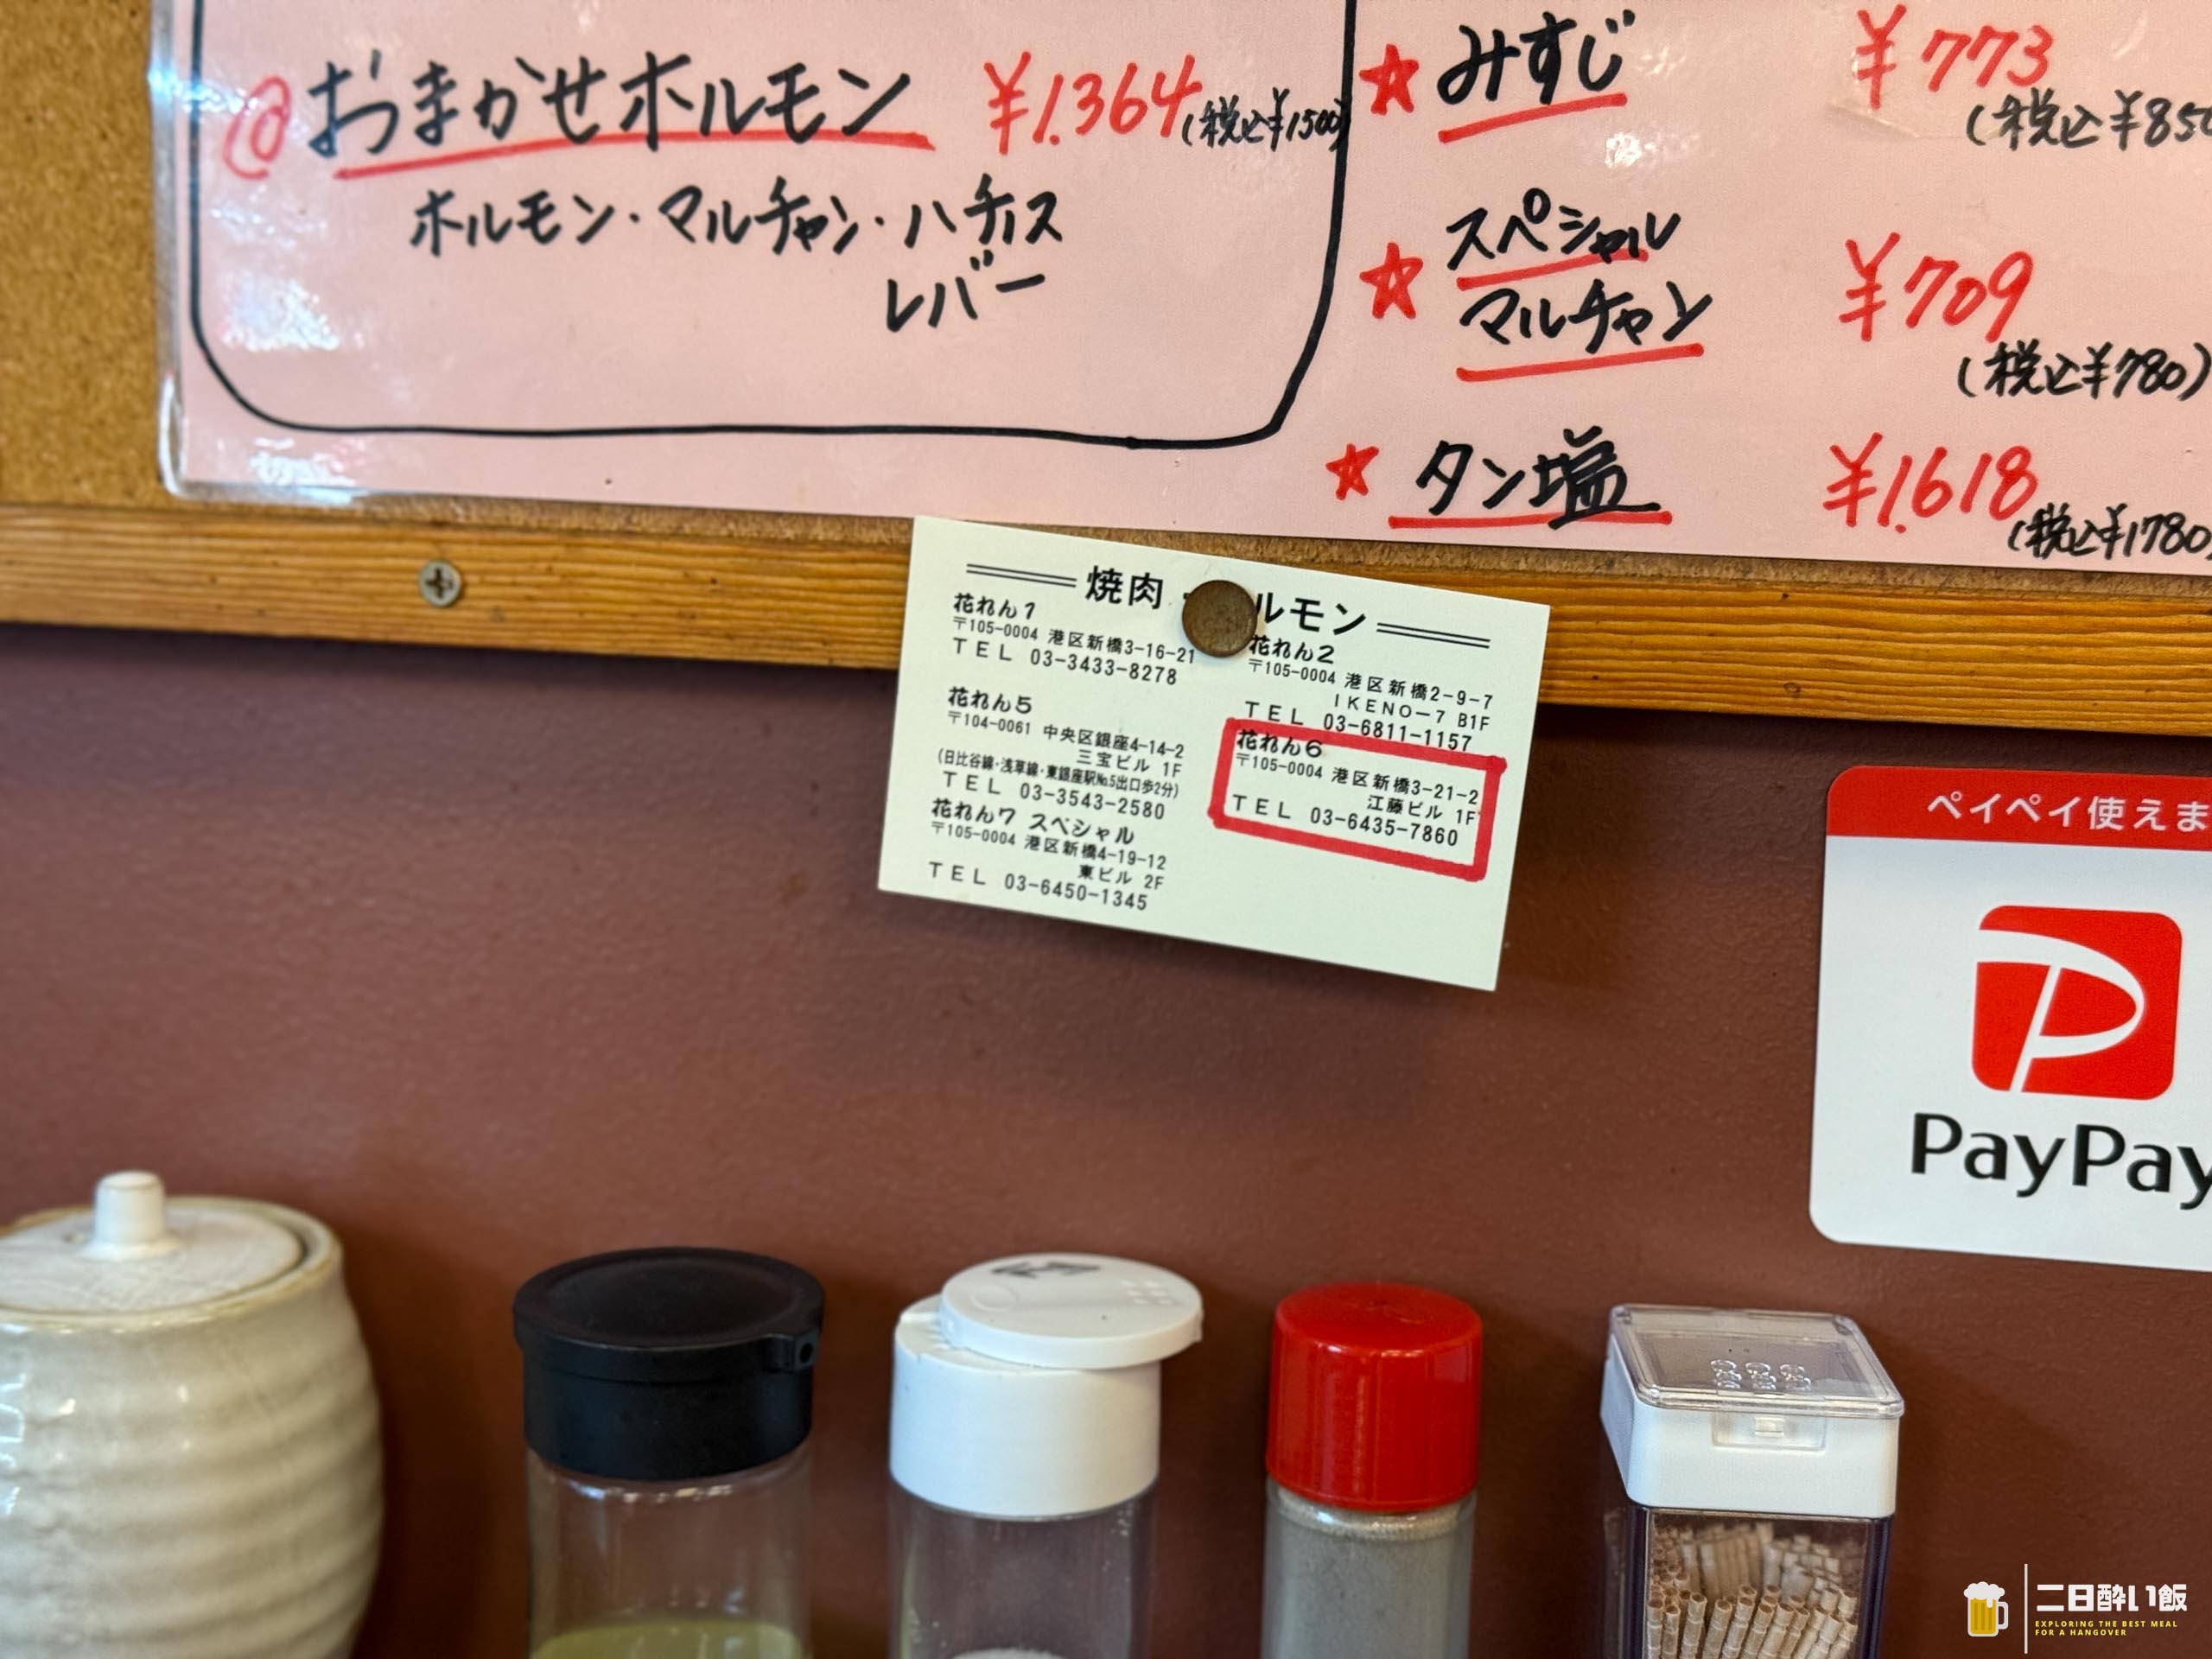 @おまかせホルモン ¥1,364(税込¥1500)
ホルモン・マルチャン・ハチノス
レバー
☆ みすじ ¥773
(税込¥850
☆ スペシャル
マルチャン ¥709
(税込¥780)
☆ タン塩 ¥1,618
(税込¥1780)
焼肉 ルモン
花れん1
〒105-0004 港区新橋3-16-21
TEL 03-3433-8278
花れん2
〒105-0004 港区新橋2-9-7
IKENO-7 B1F
TEL 03-6811-1157
花れん5
〒104-0061 中央区銀座4-14-2
三宝ビル 1F
(日比谷線・浅草線・東銀座駅№5出口歩2分)
TEL 03-3543-2580
花れん6
〒105-0004 港区新橋3-21-2
江藤ビル 1F
TEL 03-6435-7860
花れん7 スペシャル
〒105-0004 港区新橋4-19-12
東ビル 2F
TEL 03-6450-1345
ペイペイ使えま
PayPay
二日酔い飯
EXPLORING THE BEST MEAL
FOR A HANGOVER